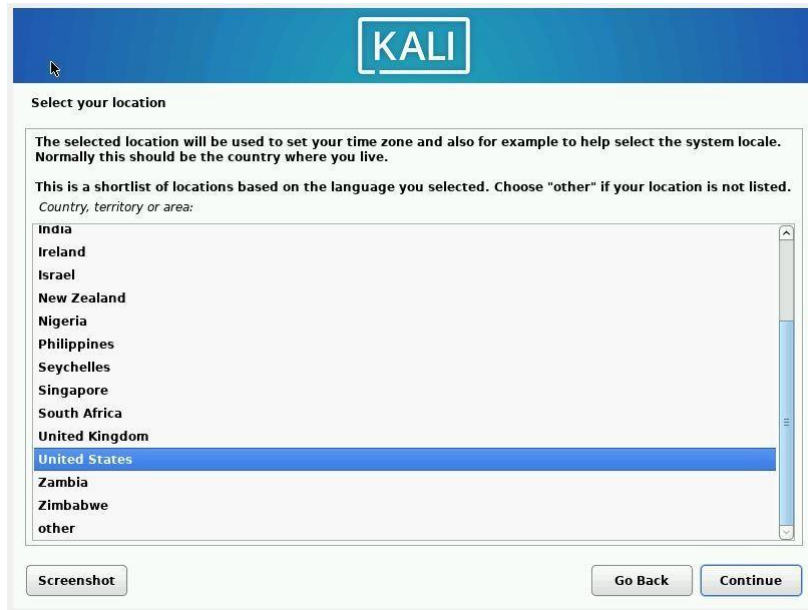 KALI
Select your location
The selected location will be used to set your time zone and also for example to help select the system locale.
Normally this should be the country where you live.
This is a shortlist of locations based on the language you selected. Choose "other" if your location is not listed.
Country, territory or area:
India
Ireland
Israel
New Zealand
Nigeria
Philippines
Seychelles
Singapore
South Africa
United Kingdom
United States
Zambia
Zimbabwe
other
Screenshot
Go Back
Continue